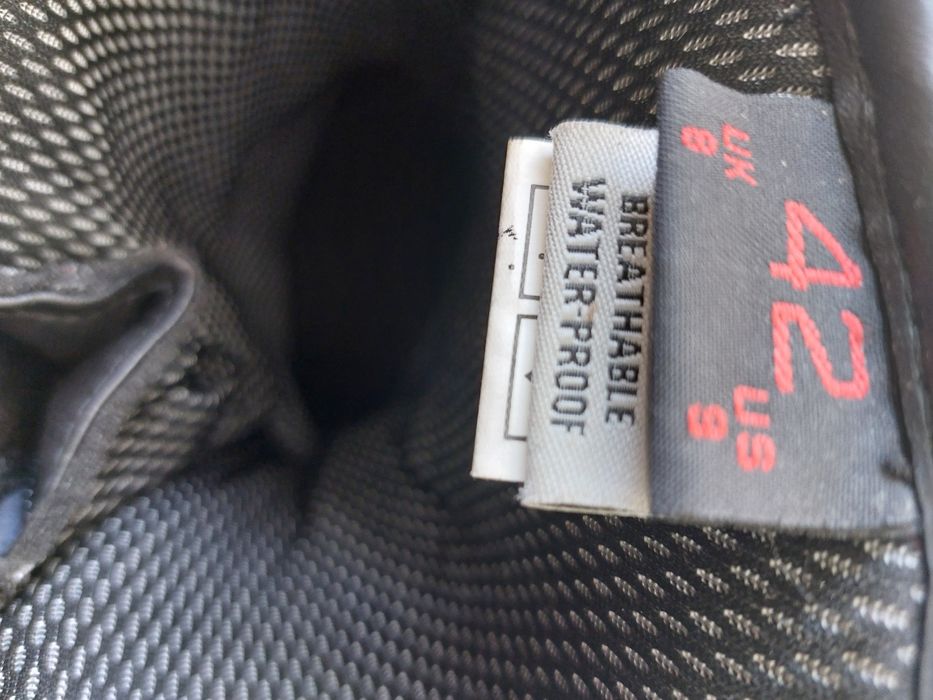 42
UK US
8 9
BREATHABLE
WATER-PROOF